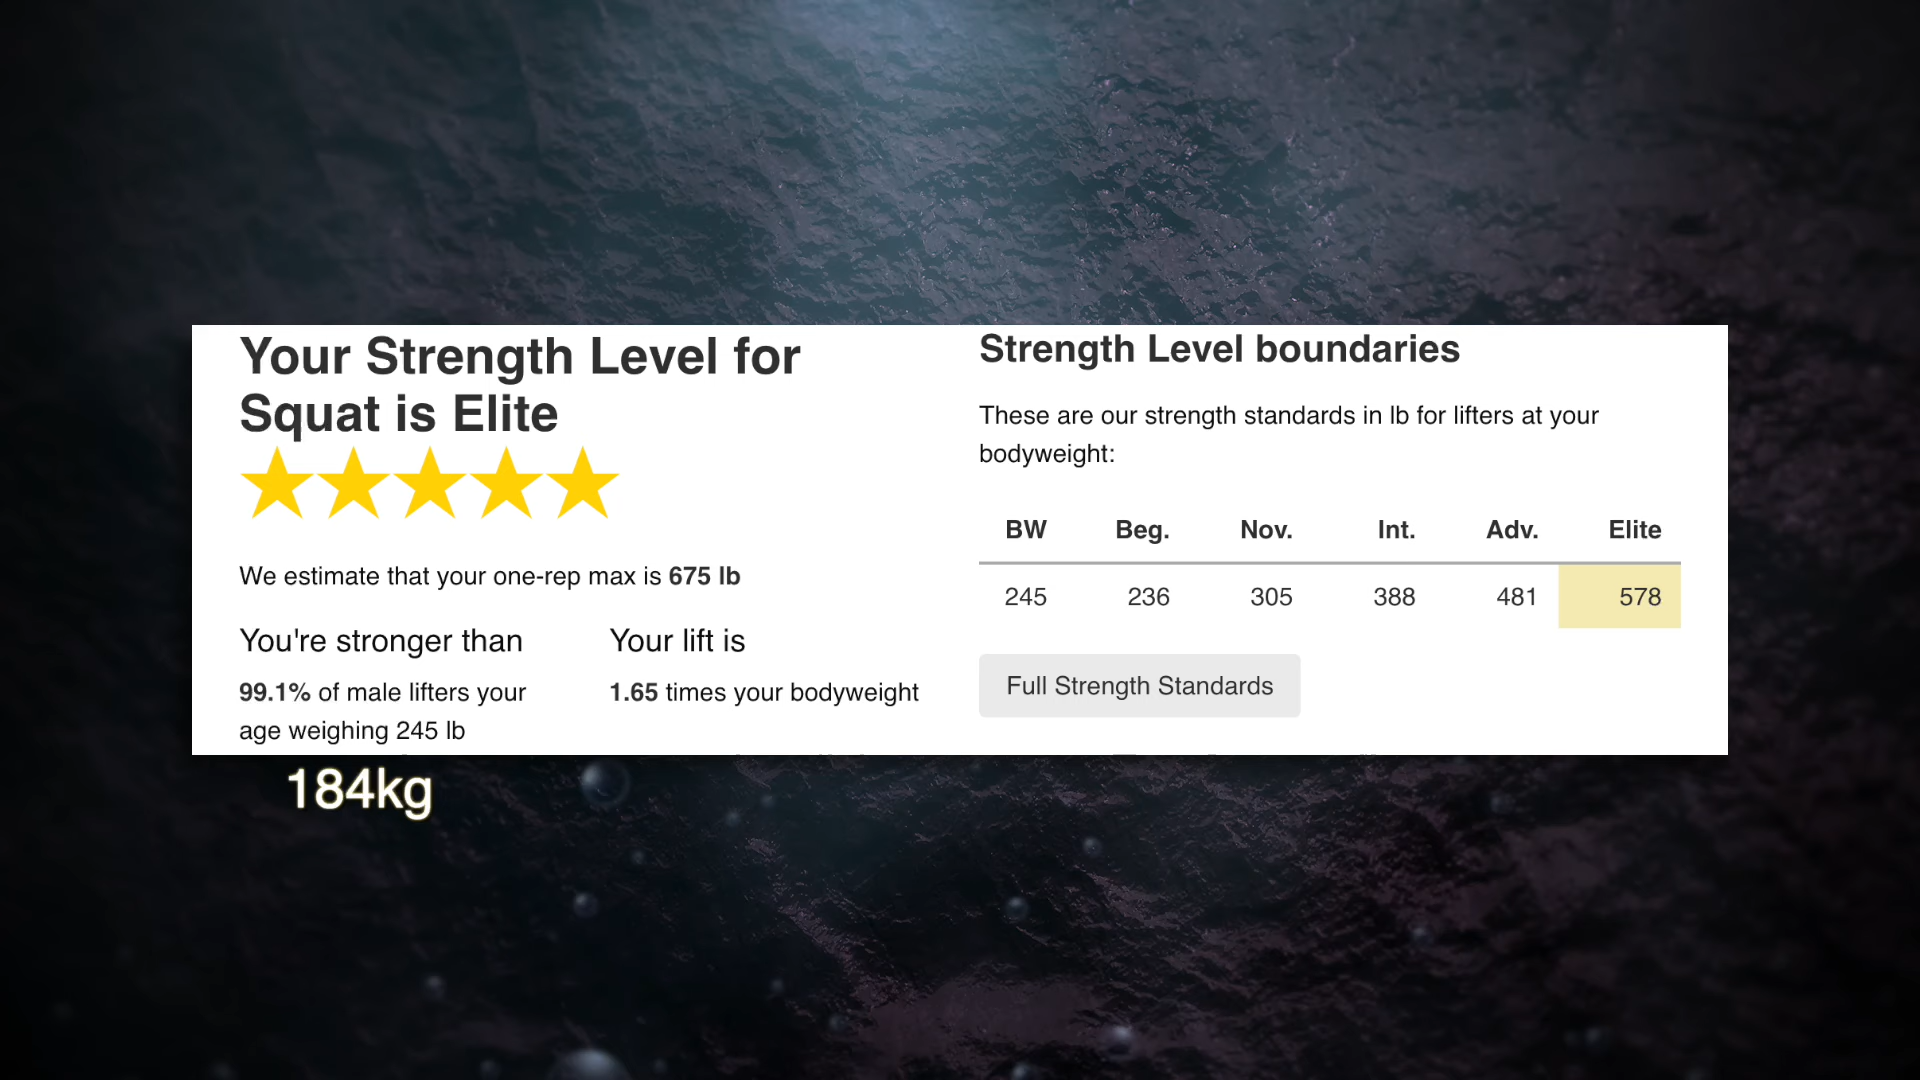 Your Strength Level for
Squat is Elite
We estimate that your one-rep max is 675 lb
You're stronger than
99.1% of male lifters your
age weighing 245 lb
Your lift is
1.65 times your bodyweight
Strength Level boundaries
These are our strength standards in lb for lifters at your
bodyweight:
BW Beg. Nov. Int. Adv. Elite
245 236 305 388 481 578
Full Strength Standards
184kg